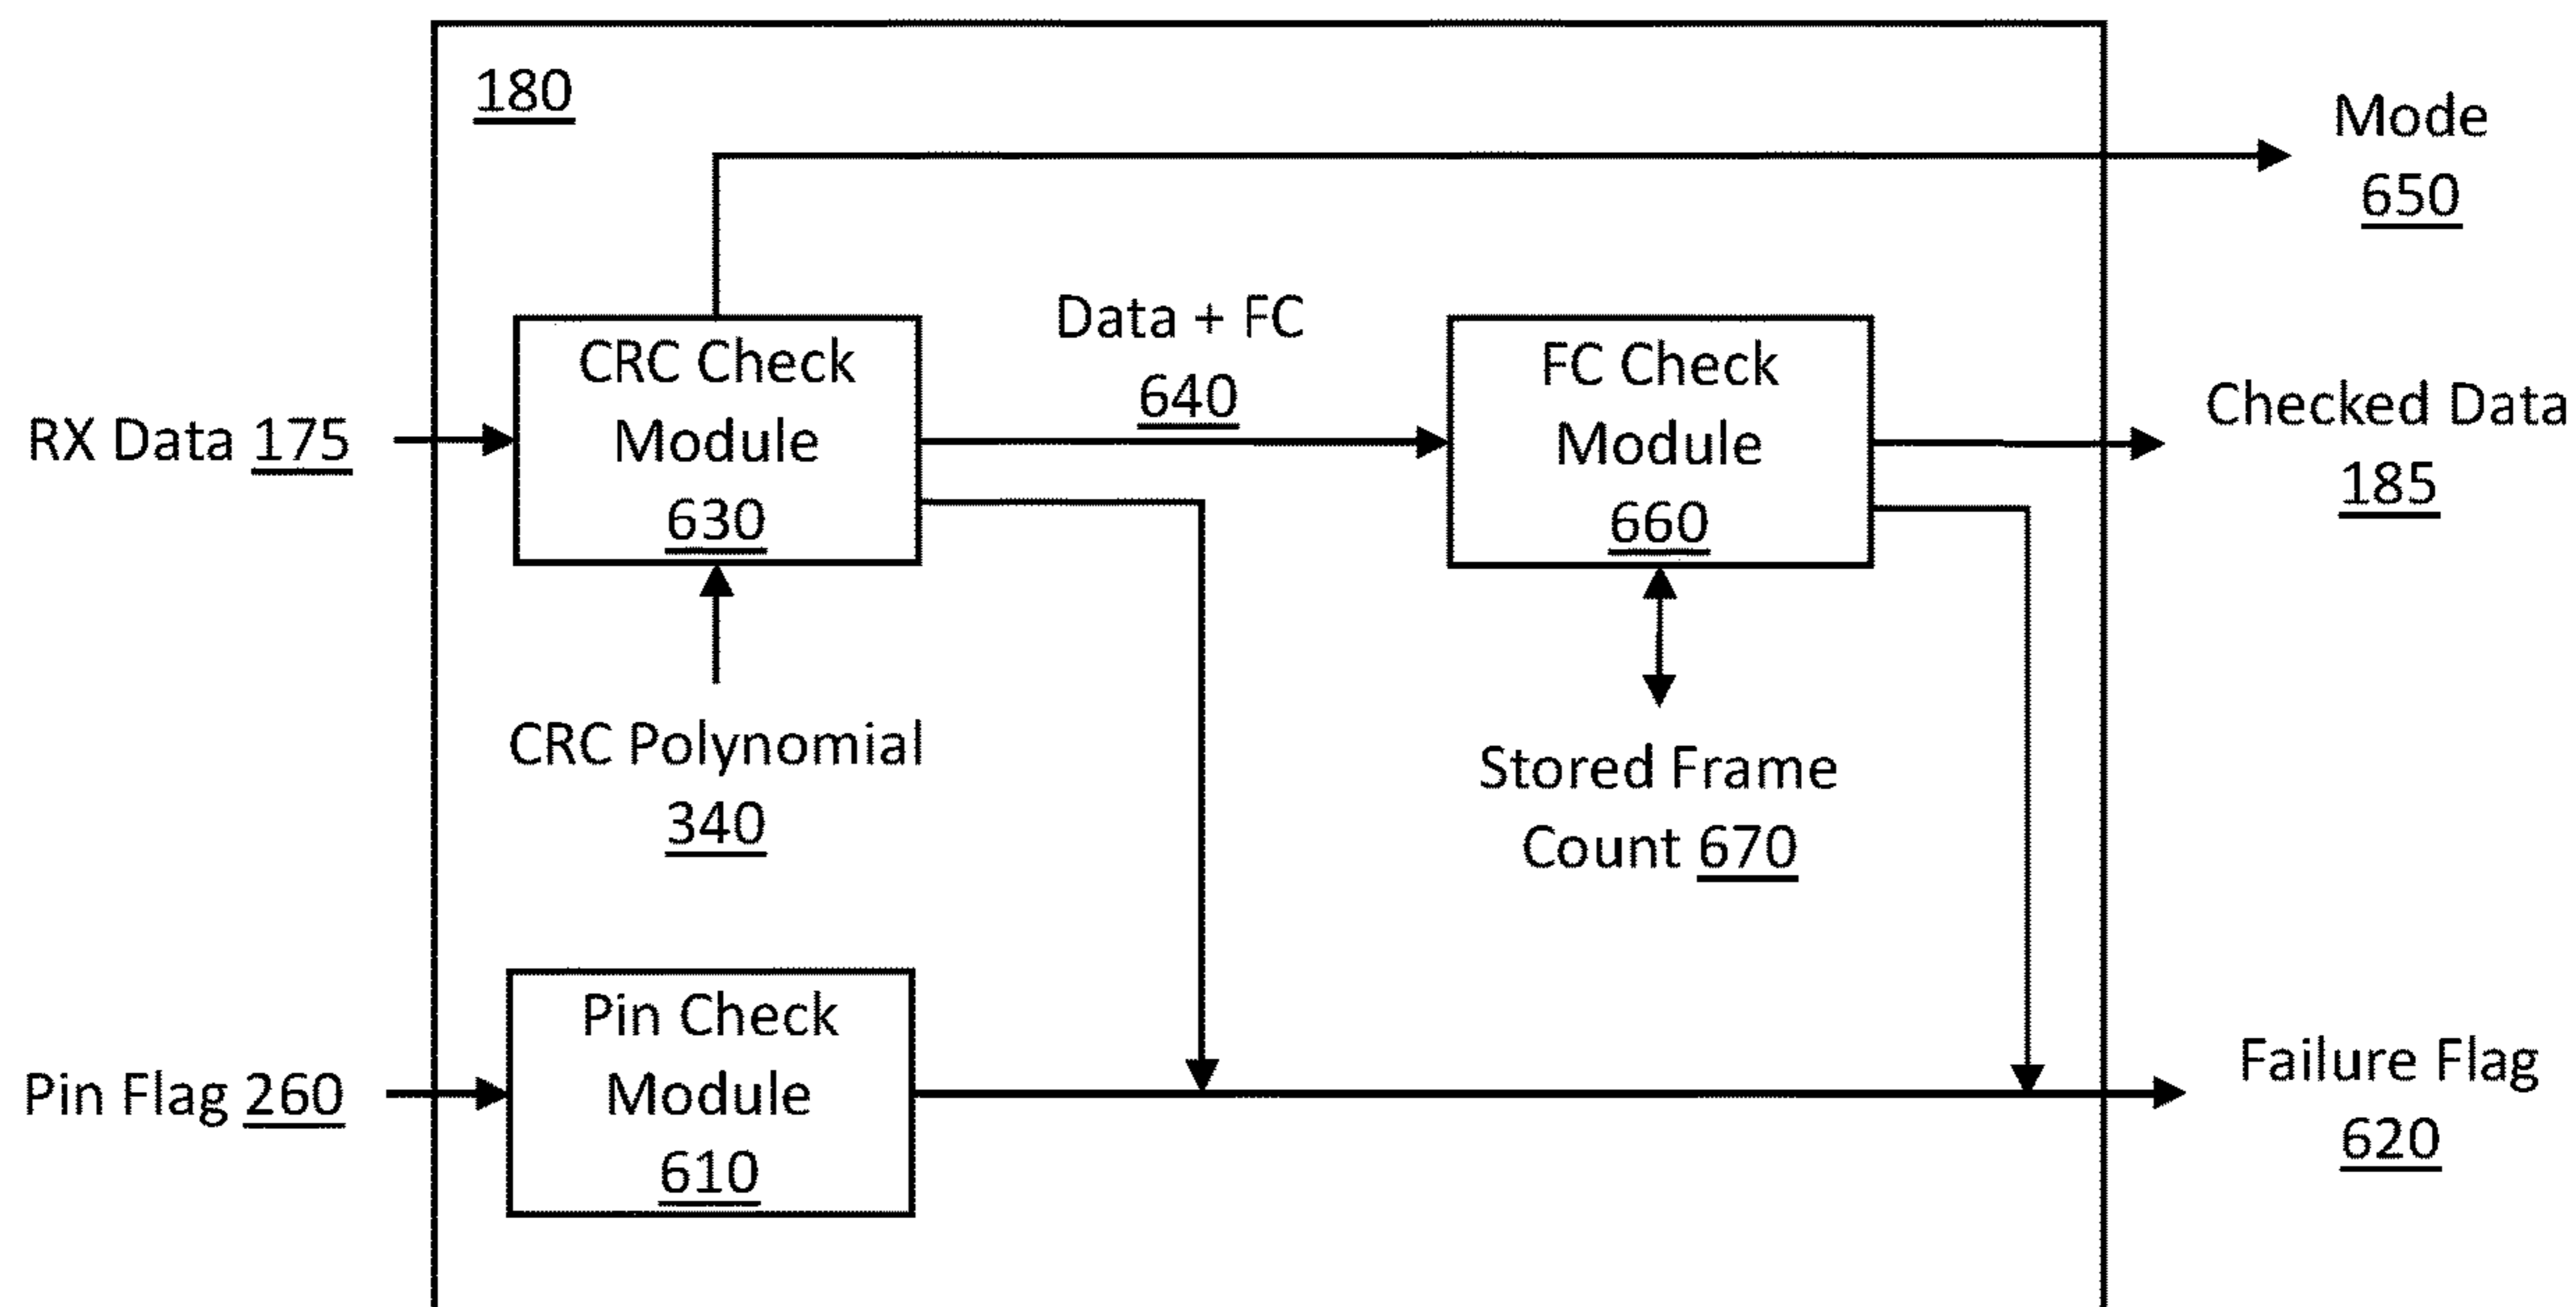 180
Mode
650
RX Data 175
CRC Check
Module
630
Data + FC
640
FC Check
Module
660
Checked Data
185
CRC Polynomial
340
Stored Frame
Count 670
Pin Flag 260
Pin Check
Module
610
Failure Flag
620